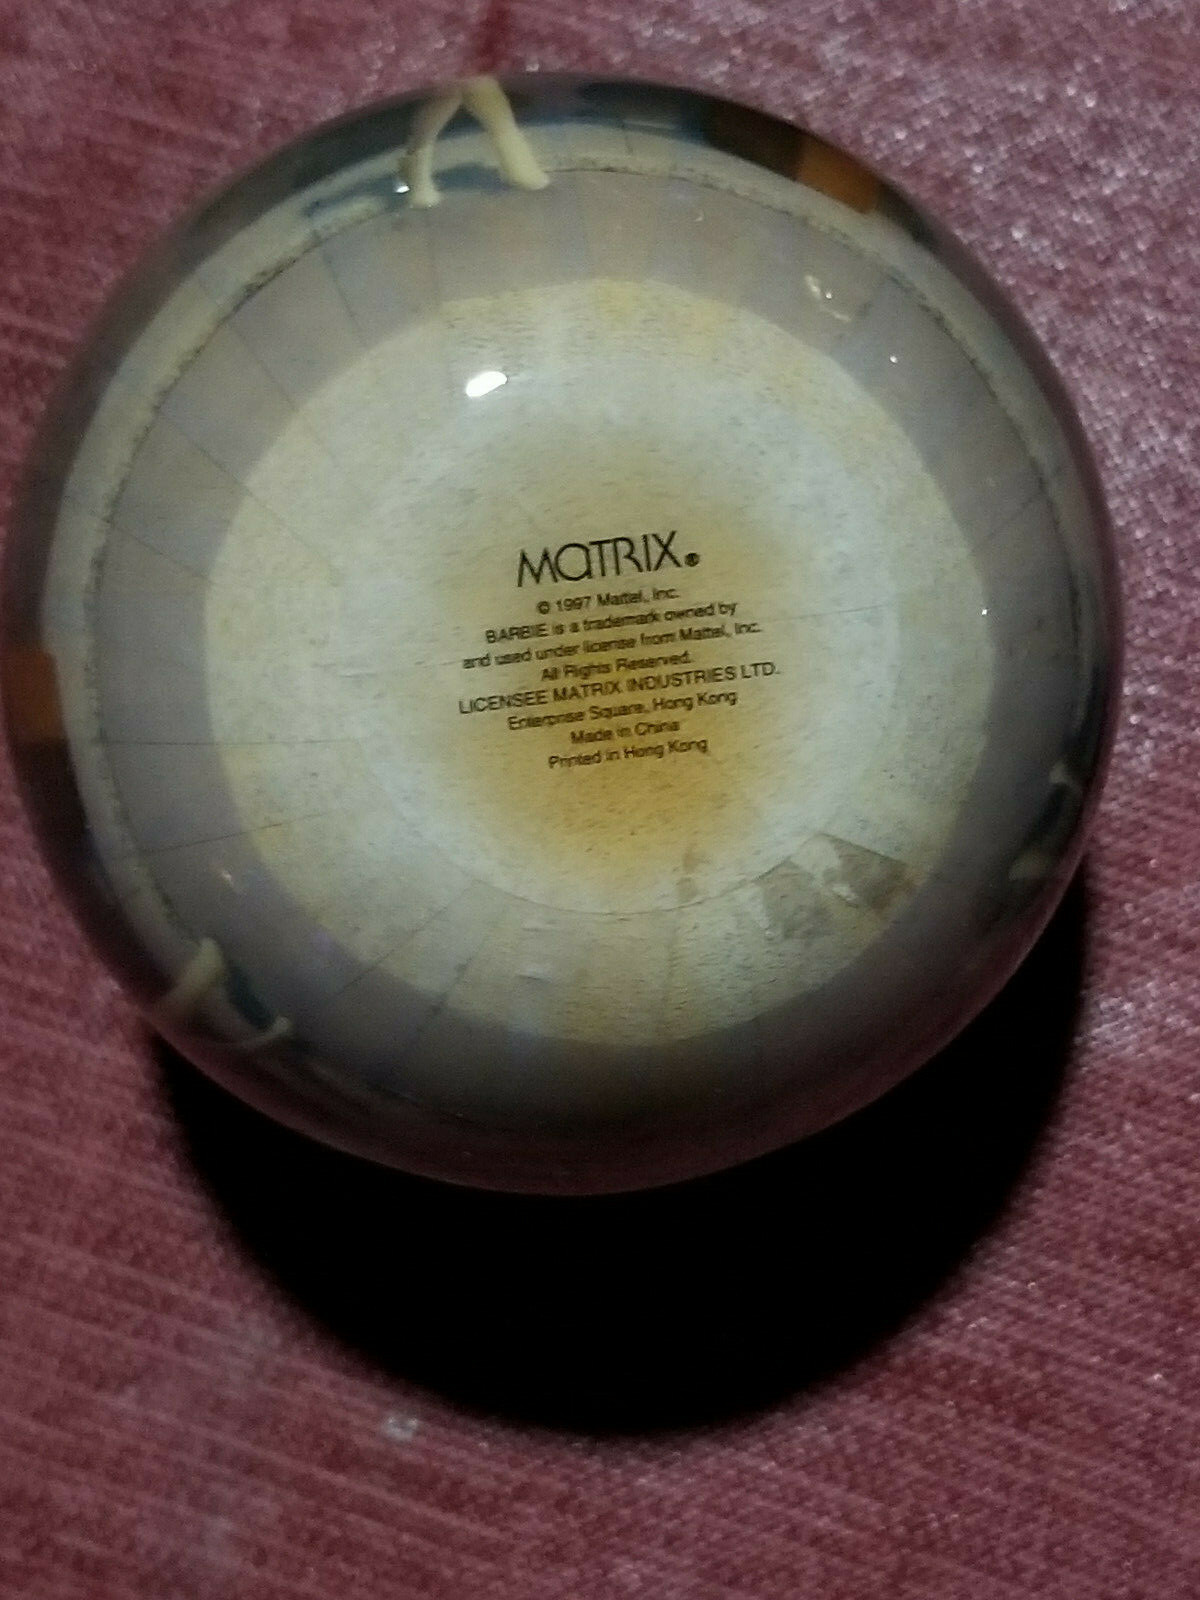 MATRIX®
© 1997 Mattel, Inc.
BARBIE is a trademark owned by
and used under license from Mattel, Inc.
All Rights Reserved.
LICENSEE MATRIX INDUSTRIES LTD.
Enterprise Square, Hong Kong
Made in China
Printed in Hong Kong